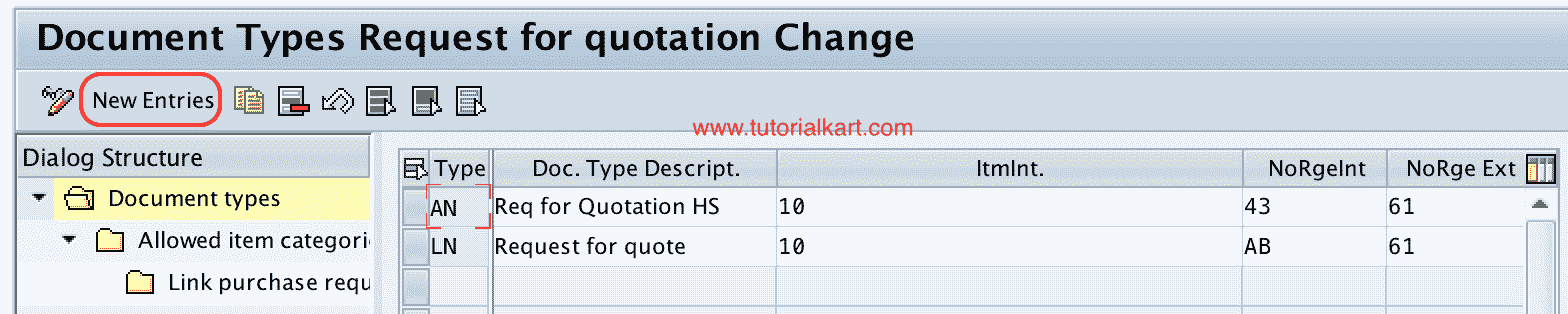 Document Types Request for quotation Change
New Entries
www.tutorialkart.com
Dialog Structure
Document types
Allowed item categori
Link purchase requ
Type Doc. Type Descript. ItmInt. NoRgeInt NoRge Ext
AN Req for Quotation HS 10 43 61
LN Request for quote 10 AB 61